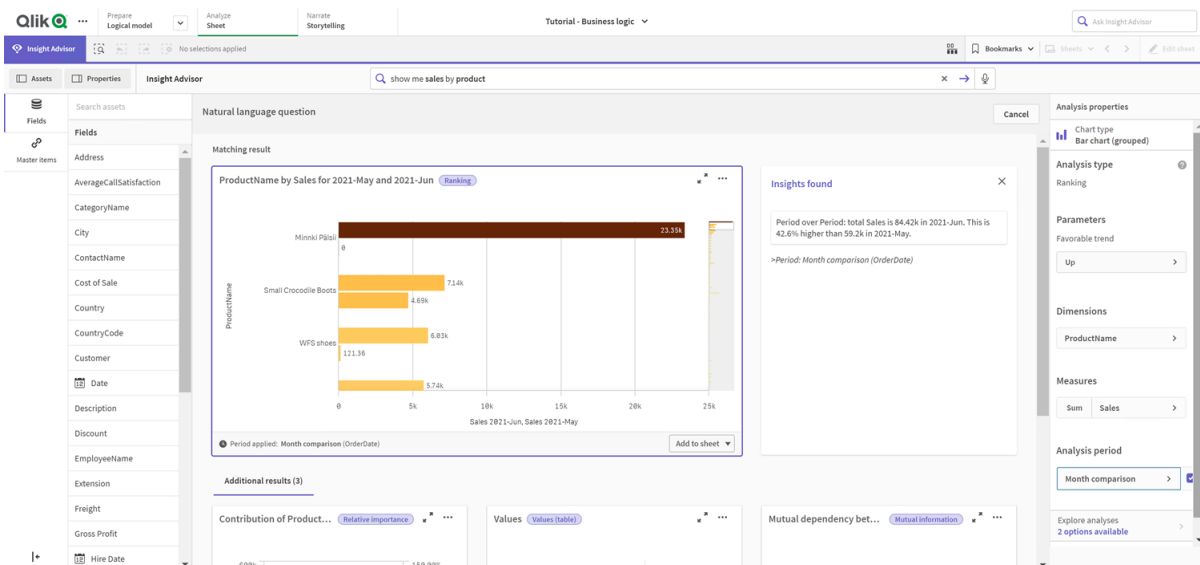 Qlik
Prepare
Logical model
Analyze
Sheet
Narrate
Storytelling
Tutorial - Business logic
Ask Insight Advisor
Insight Advisor
No selections applied
Bookmarks
Sheets
Edit sheet
Assets
Properties
Insight Advisor
show me sales by product
Fields
Master items
Search assets
Fields
Address
AverageCallSatisfaction
CategoryName
City
ContactName
Cost of Sale
Country
CountryCode
Customer
Date
Description
Discount
EmployeeName
Extension
Freight
Gross Profit
Hire Date
Natural language question
Cancel
Matching result
ProductName by Sales for 2021-May and 2021-Jun
Ranking
ProductName
Minnki Pälsii
23.35k
0
Small Crocodile Boots
7.14k
4.69k
WFS shoes
6.03k
121.36
5.74k
0
5k
10k
15k
20k
25k
Sales 2021-Jun, Sales 2021-May
Period applied: Month comparison (OrderDate)
Add to sheet
Insights found
Period over Period: total Sales is 84.42k in 2021-Jun. This is
42.6% higher than 59.2k in 2021-May.
>Period: Month comparison (OrderDate)
Additional results (3)
Contribution of Product...
Relative importance
Values
Values (table)
Mutual dependency bet...
Mutual information
Analysis properties
Chart type
Bar chart (grouped)
Analysis type
Ranking
Parameters
Favorable trend
Up
Dimensions
ProductName
Measures
Sum
Sales
Analysis period
Month comparison
Explore analyses
2 options available